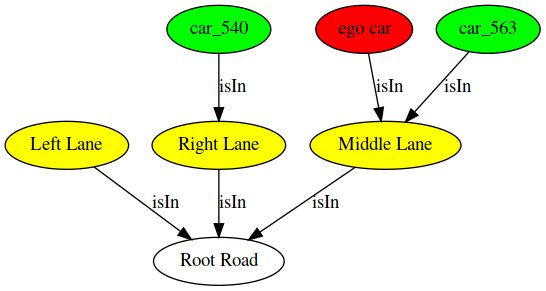 car_540
ego car
car_563
isIn
isIn
isIn
Left Lane
Right Lane
Middle Lane
isIn
isIn
isIn
Root Road